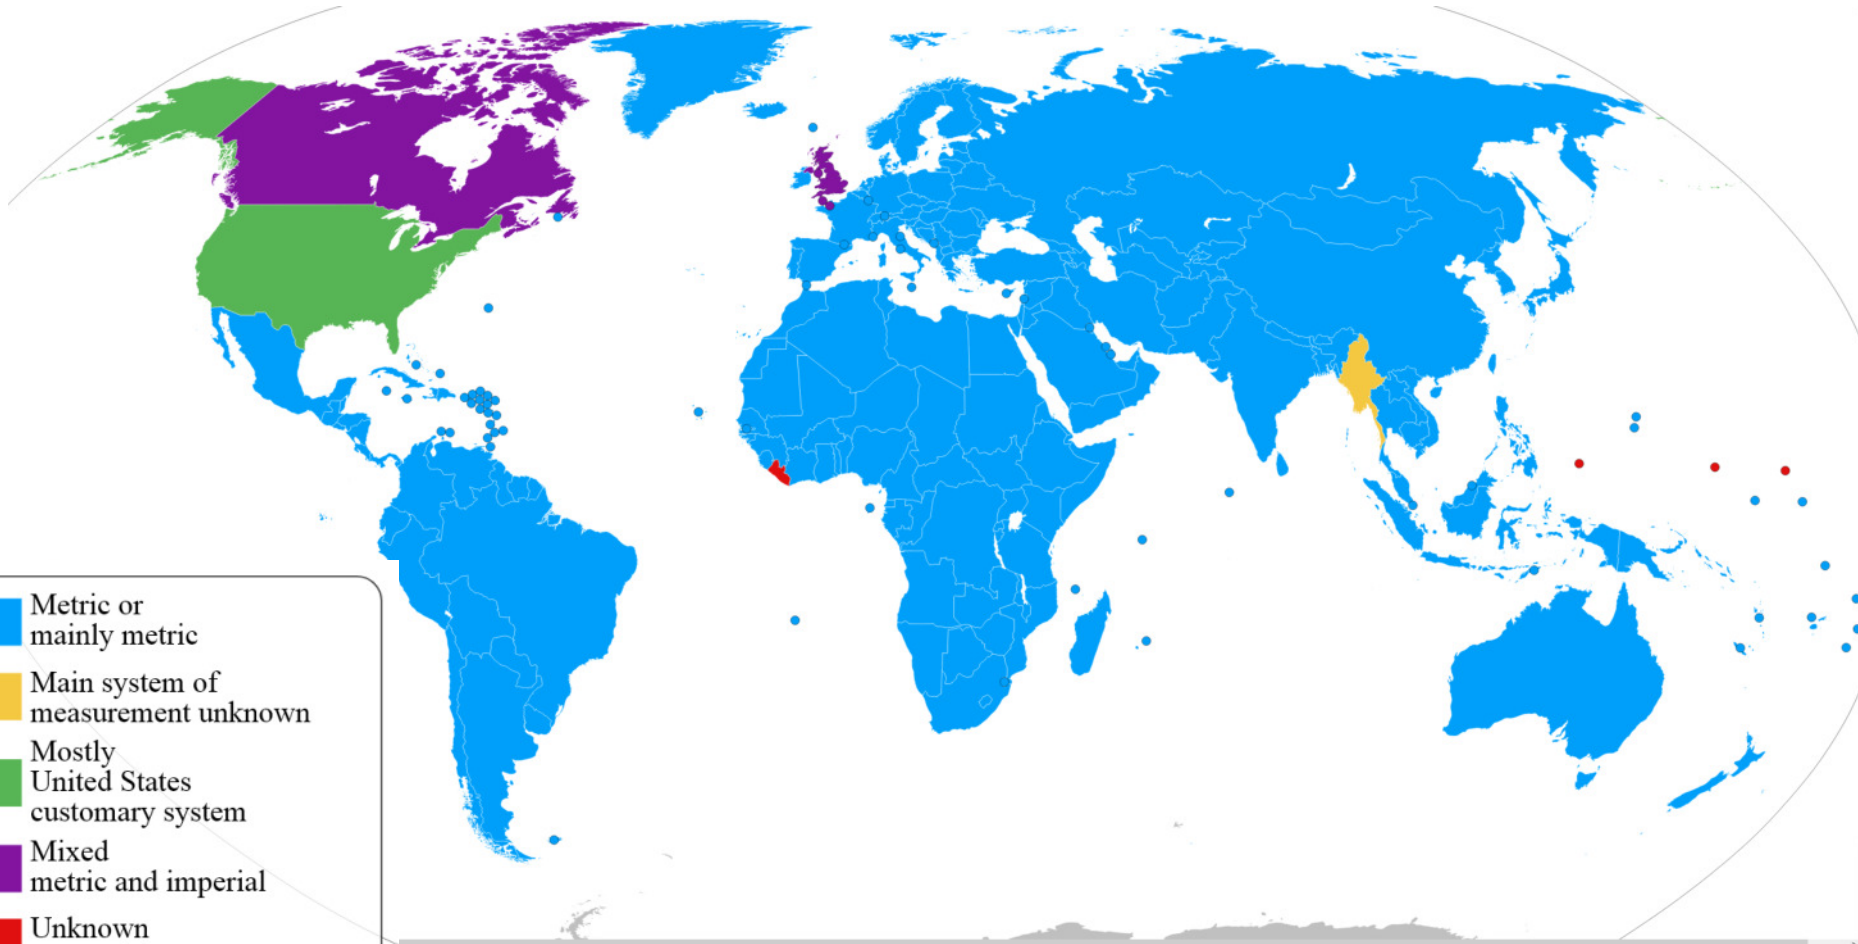 Metric or
mainly metric
Main system of
measurement unknown
Mostly
United States
customary system
Mixed
metric and imperial
Unknown